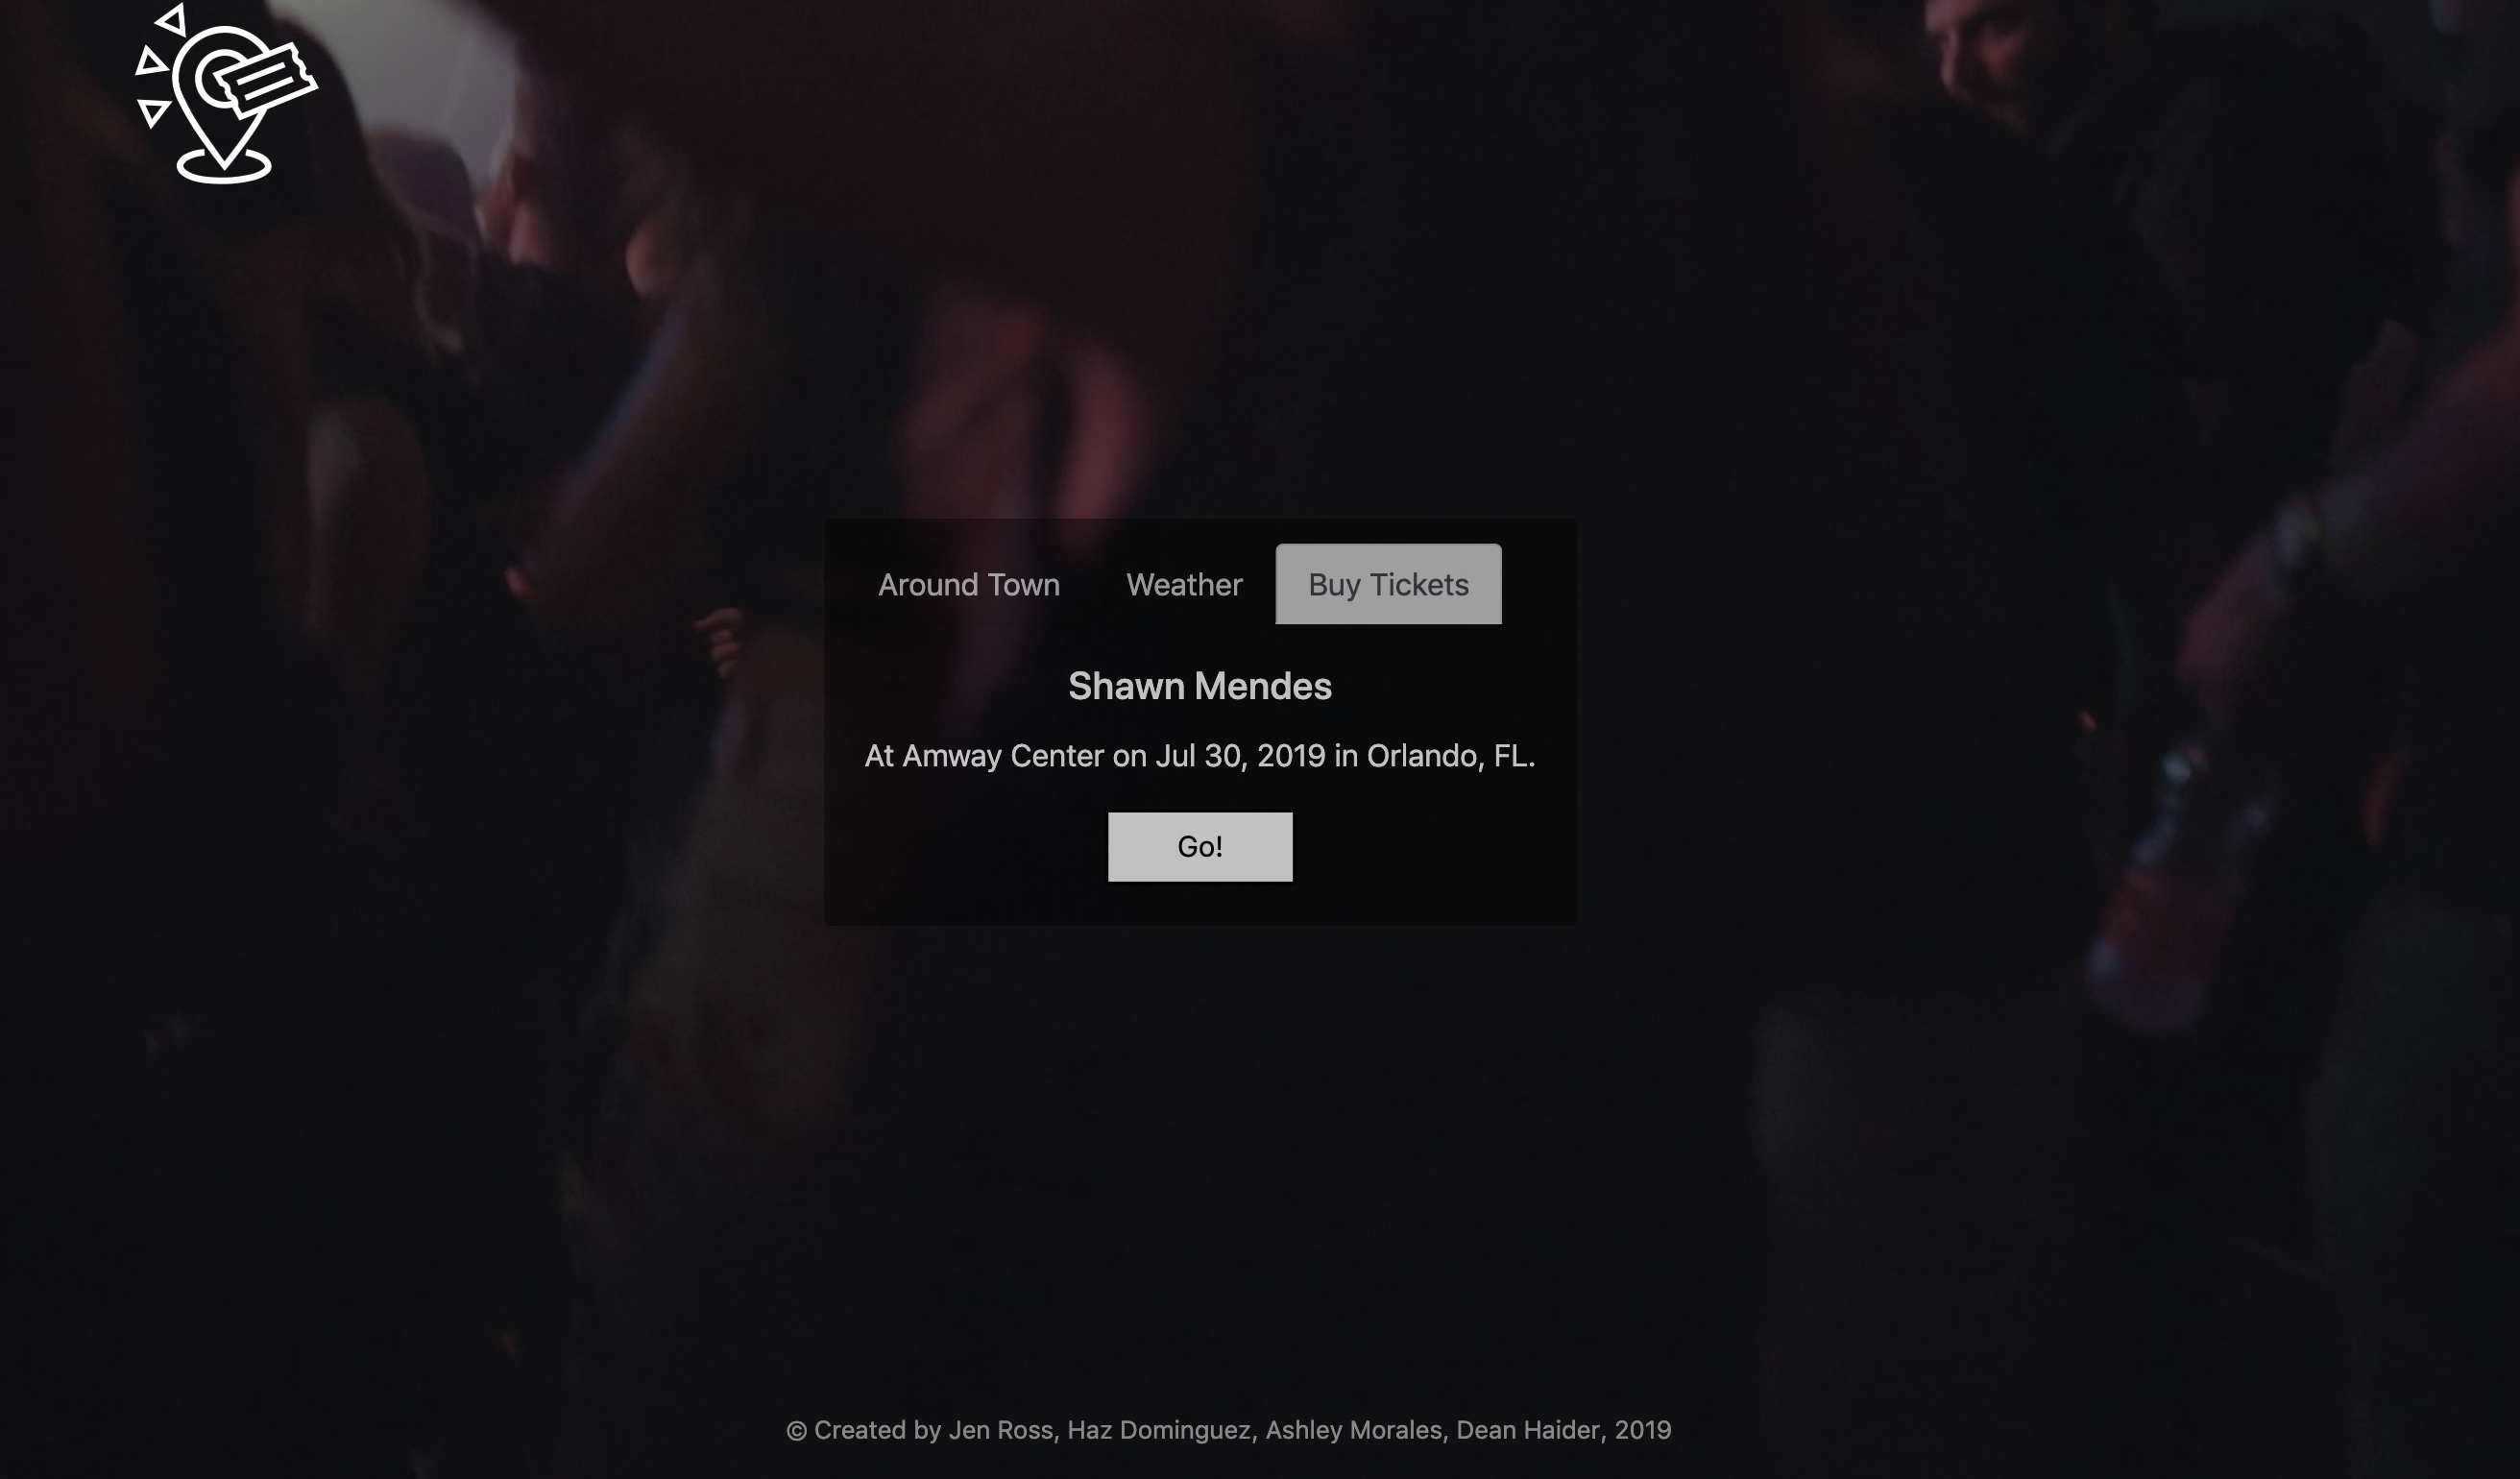 Around Town
Weather
Buy Tickets
Shawn Mendes
At Amway Center on Jul 30, 2019 in Orlando, FL.
Go!
© Created by Jen Ross, Haz Dominguez, Ashley Morales, Dean Haider, 2019